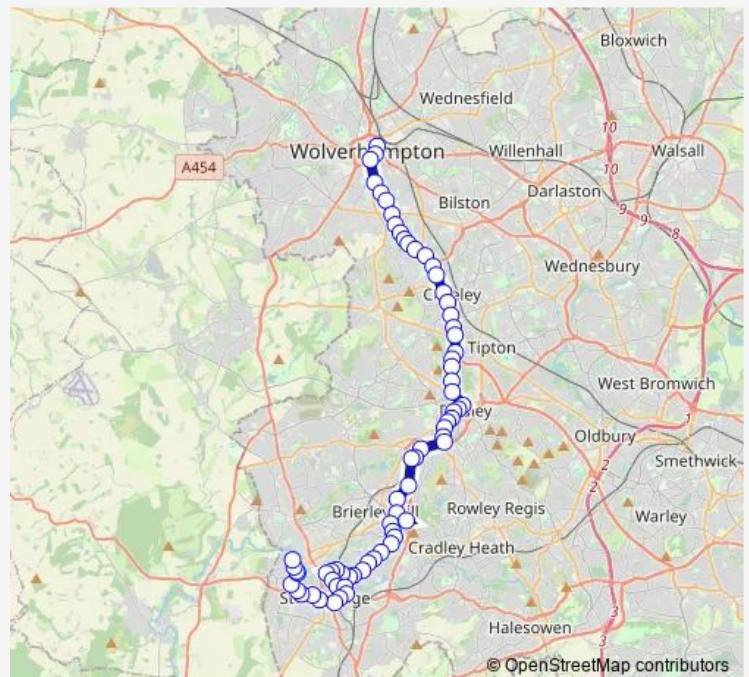 Bloxwich
Wednesfield
10
Wolverhampton
Willenhall
Walsall
A454
10
Darlaston
Bilston
9
9
8
Wednesbury
Tipton
West Bromwich
1
Oldbury
2
Smethwick
2
Rowley Regis
Warley
Cradley Heath
3
Halesowen
3
© OpenStreetMap contributors